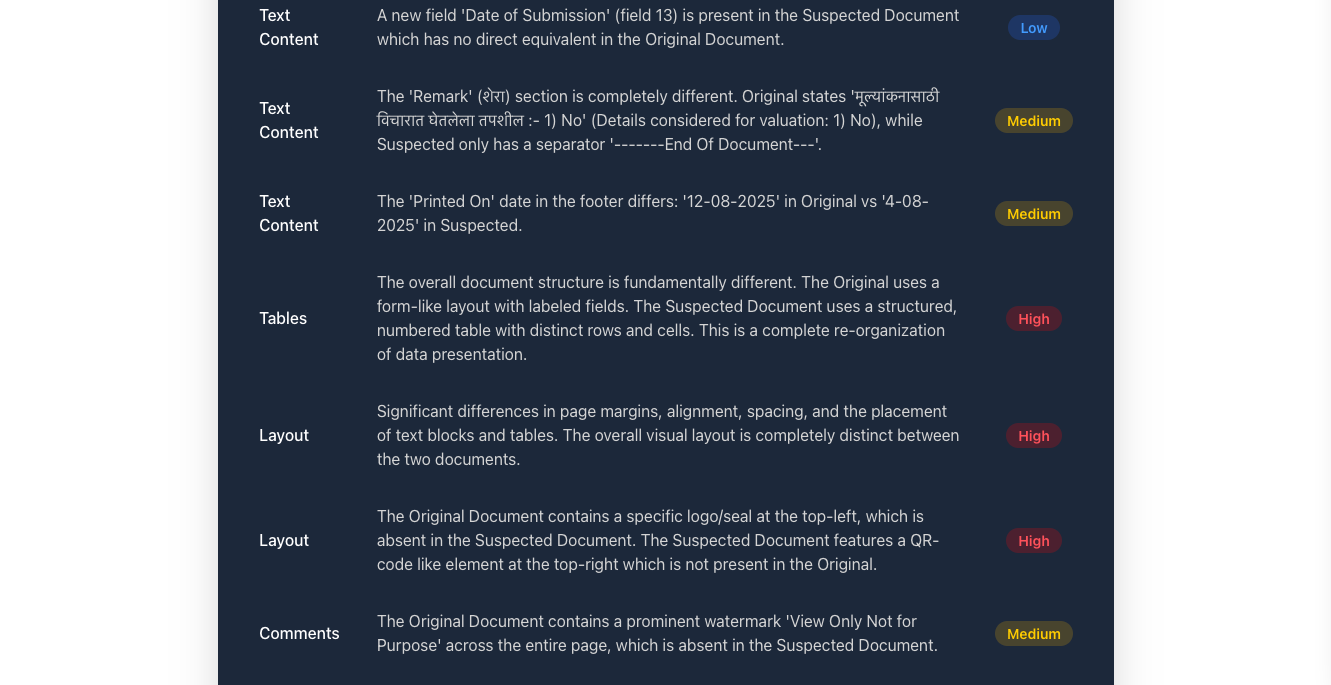 Text
Content
A new field 'Date of Submission' (field 13) is present in the Suspected Document
which has no direct equivalent in the Original Document.
Low
Text
Content
The 'Remark' (शेरा) section is completely different. Original states 'मूल्यांकनासाठी
विचारात घेतलेला तपशील :- 1) No' (Details considered for valuation: 1) No), while
Suspected only has a separator '-------End Of Document---'.
Medium
Text
Content
The 'Printed On' date in the footer differs: '12-08-2025' in Original vs '4-08-
2025' in Suspected.
Medium
Tables
The overall document structure is fundamentally different. The Original uses a
form-like layout with labeled fields. The Suspected Document uses a structured,
numbered table with distinct rows and cells. This is a complete re-organization
of data presentation.
High
Layout
Significant differences in page margins, alignment, spacing, and the placement
of text blocks and tables. The overall visual layout is completely distinct between
the two documents.
High
Layout
The Original Document contains a specific logo/seal at the top-left, which is
absent in the Suspected Document. The Suspected Document features a QR-
code like element at the top-right which is not present in the Original.
High
Comments
The Original Document contains a prominent watermark 'View Only Not for
Purpose' across the entire page, which is absent in the Suspected Document.
Medium